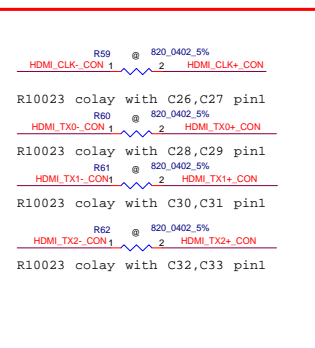 R59 @ 820_0402_5%
HDMI_CLK-_CON 1 2 HDMI_CLK+_CON
R10023 colay with C26,C27 pin1
R60 @ 820_0402_5%
HDMI_TX0-_CON 1 2 HDMI_TX0+_CON
R10023 colay with C28,C29 pin1
R61 @ 820_0402_5%
HDMI_TX1-_CON 1 2 HDMI_TX1+_CON
R10023 colay with C30,C31 pin1
R62 @ 820_0402_5%
HDMI_TX2-_CON 1 2 HDMI_TX2+_CON
R10023 colay with C32,C33 pin1